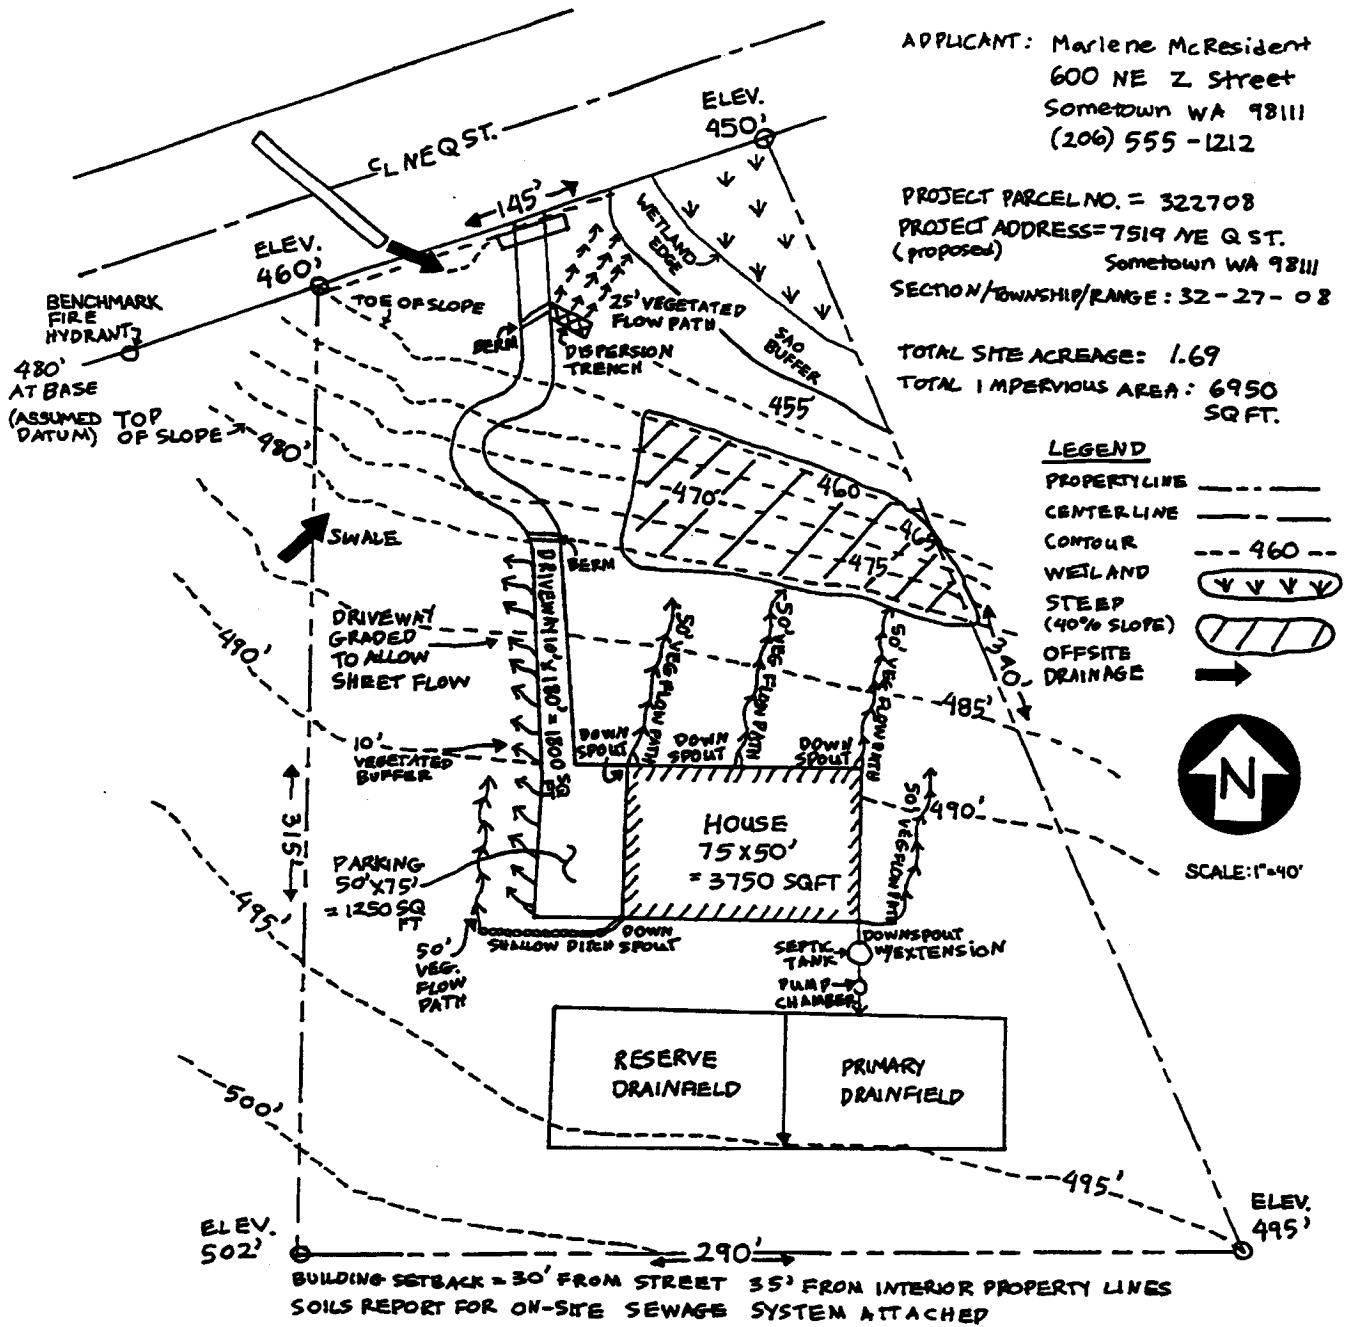 APPLICANT: Marlene McResident
600 NE Z Street
Sometown WA 98111
(206) 555-1212
PROJECT PARCEL NO. = 322708
PROJECT ADDRESS = 7519 NE Q ST.
(proposed) Sometown WA 98111
SECTION/TOWNSHIP/RANGE: 32-27-08
TOTAL SITE ACREAGE: 1.69
TOTAL IMPERVIOUS AREA: 6950
SQ FT.
LEGEND
PROPERTY LINE
CENTERLINE
CONTOUR
460
WETLAND
STEEP
(40% SLOPE)
OFFSITE
DRAINAGE
N
SCALE: 1"=40'
ELEV.
450'
CL NE Q ST.
145'
ELEV.
460'
BENCHMARK
FIRE
HYDRANT
480'
AT BASE
(ASSUMED
DATUM)
TOP
OF SLOPE
TOE OF SLOPE
WETLAND
EDGE
25' VEGETATED
FLOW PATH
BERM
DISPERSION
TRENCH
SAO
BUFFER
455'
480'
470'
460
465'
475'
SWALE
BERM
DRIVEWAY 10' X 180' = 1800 SQ
FT
DRIVEWAY
GRADED
TO ALLOW
SHEET FLOW
490'
50' VEG FLOW PATH
50' VEG FLOW PATH
50' VEG FLOW PATH
340'
485'
10'
VEGETATED
BUFFER
DOWN
SPOUT
DOWN
SPOUT
DOWN
SPOUT
315'
HOUSE
75 X 50'
= 3750 SQFT
490'
50' VEG FLOW PATH
PARKING
50' X 75'
= 1250 SQ
FT
495'
50'
VEG.
FLOW
PATH
SHALLOW DITCH
DOWN
SPOUT
SEPTIC
TANK
DOWNSPOUT
W/EXTENSION
PUMP
CHAMBER
RESERVE
DRAINFIELD
PRIMARY
DRAINFIELD
500'
495'
ELEV.
502'
290'
ELEV.
495'
BUILDING SETBACK = 30' FROM STREET 35' FROM INTERIOR PROPERTY LINES
SOILS REPORT FOR ON-SITE SEWAGE SYSTEM ATTACHED